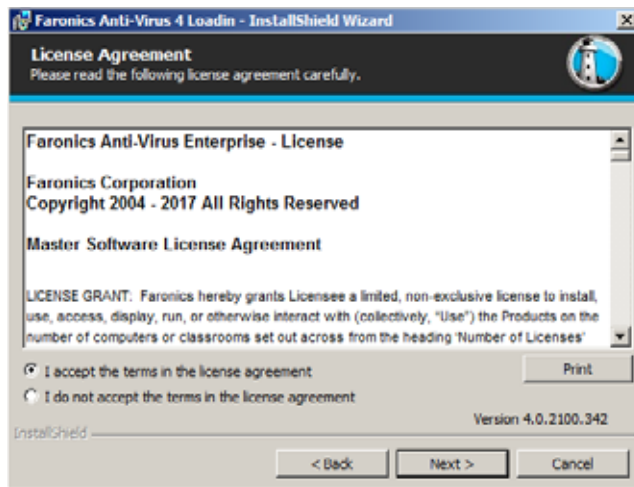 Faronics Anti-Virus 4 Loadin - InstallShield Wizard
License Agreement
Please read the following license agreement carefully.
Faronics Anti-Virus Enterprise - License
Faronics Corporation
Copyright 2004 - 2017 All Rights Reserved
Master Software License Agreement
LICENSE GRANT: Faronics hereby grants Licensee a limited, non-exclusive license to install,
use, access, display, run, or otherwise interact with (collectively, "Use") the Products on the
number of computers or classrooms set out across from the heading 'Number of Licenses'
I accept the terms in the license agreement
Print
I do not accept the terms in the license agreement
Version 4.0.2100.342
InstallShield
< Back
Next >
Cancel